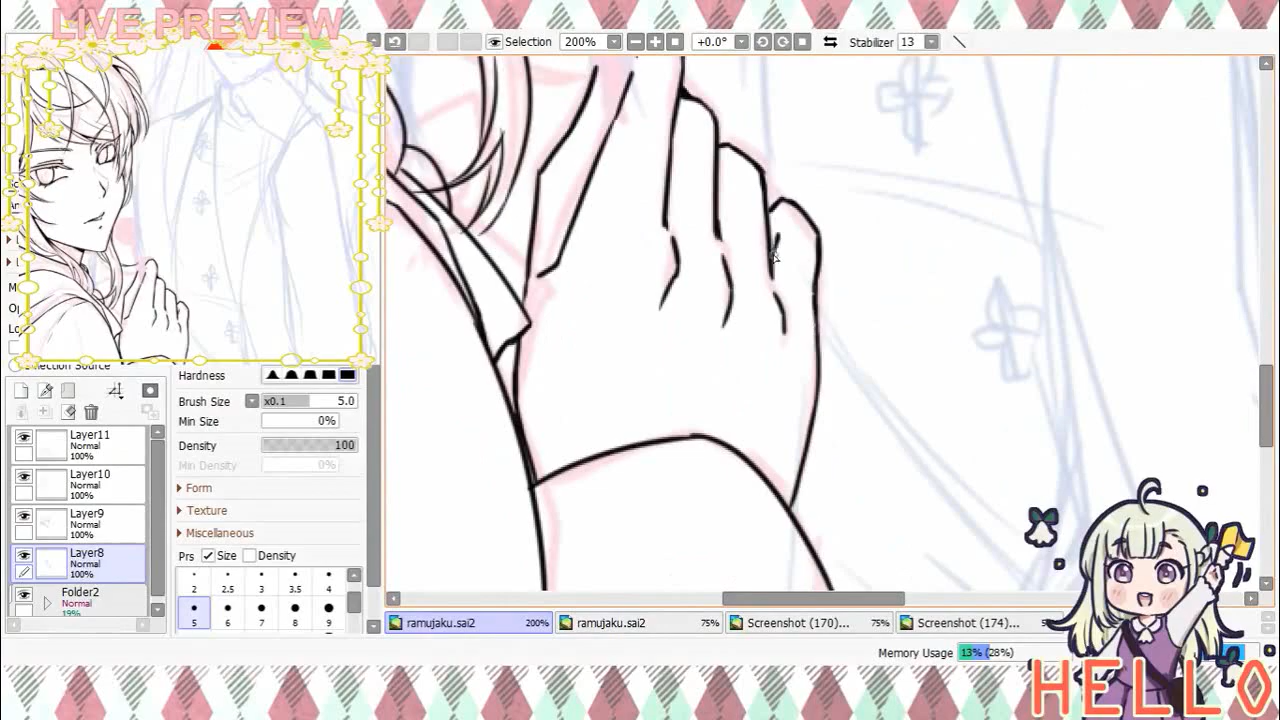 LIVE PREVIEW
Selection 200% +0.0° Stabilizer 13
Selection Source
Hardness
Brush Size x0.1 5.0
Min Size 0%
Density 100
Min Density 0%
Form
Texture
Miscellaneous
Prs Size Density
2 2.5 3 3.5 4
5 6 7 8 9
Layer11
Normal
100%
Layer10
Normal
100%
Layer9
Normal
100%
Layer8
Normal
100%
Folder2
Normal
19%
ramujaku.sai2 200%
ramujaku.sai2 75%
Screenshot (170)... 75%
Screenshot (174)...
Memory Usage 13% (28%)
HELLO